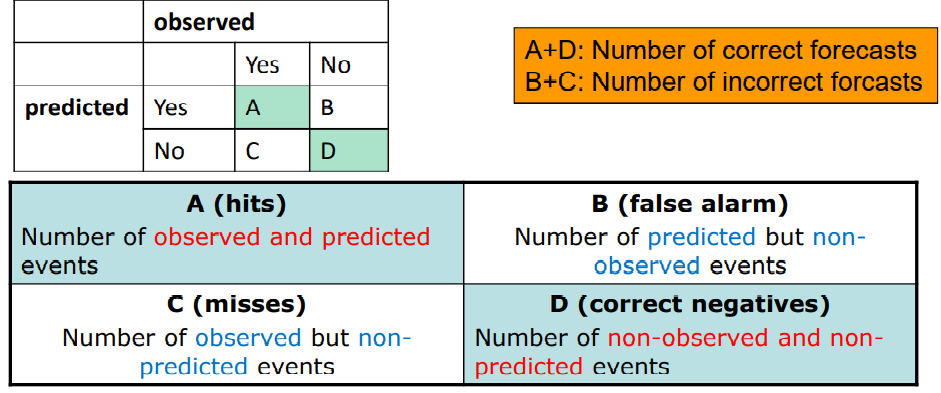 observed
Yes No
predicted Yes A B
No C D
A+D: Number of correct forecasts
B+C: Number of incorrect forcasts
A (hits)
Number of observed and predicted
events
B (false alarm)
Number of predicted but non-
observed events
C (misses)
Number of observed but non-
predicted events
D (correct negatives)
Number of non-observed and non-
predicted events